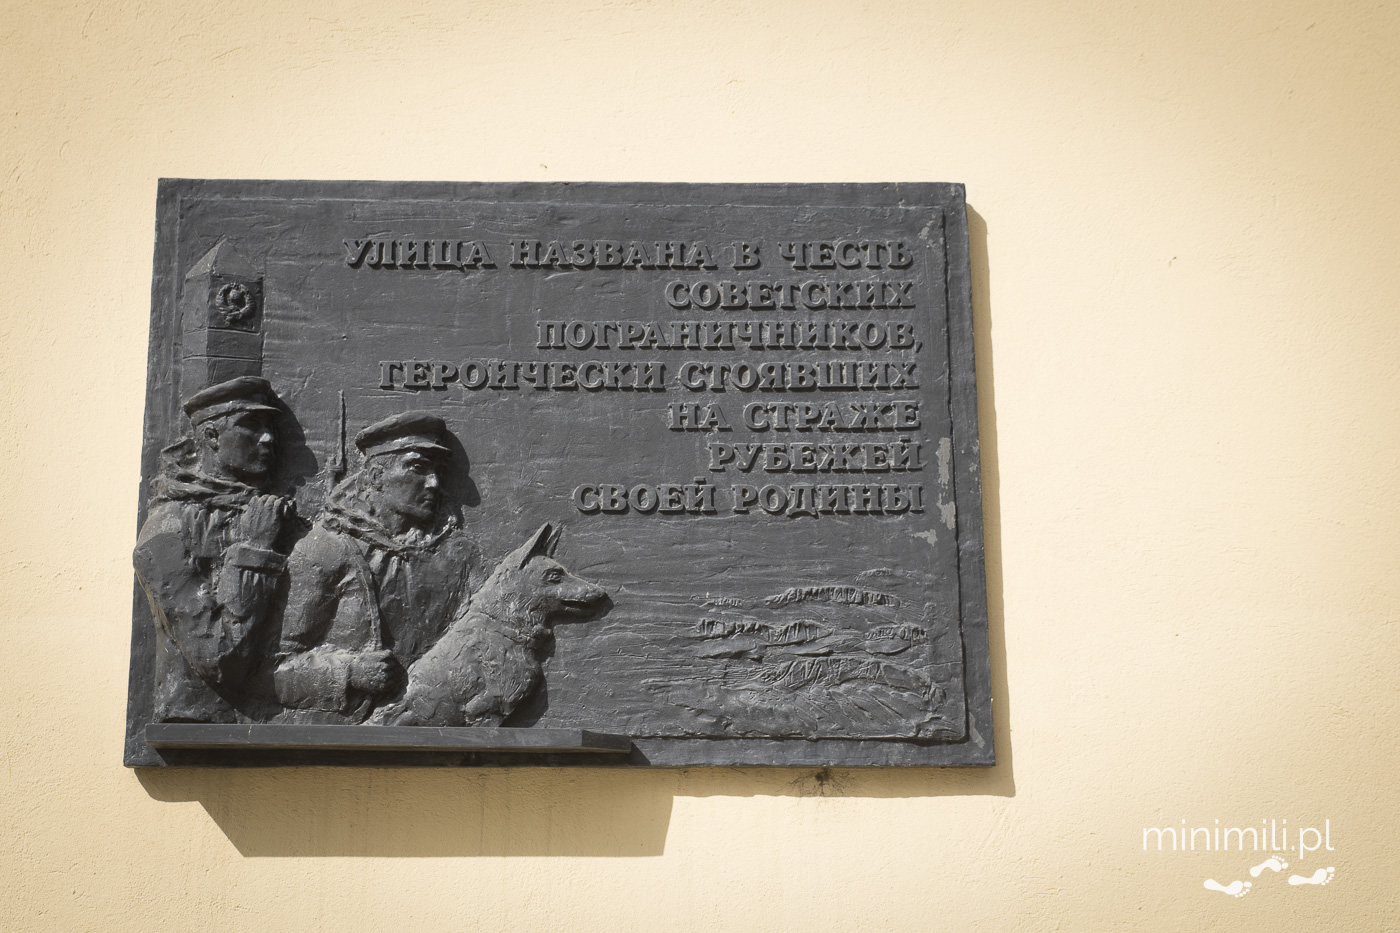 УЛИЦА НАЗВАНА В ЧЕСТЬ
СОВЕТСКИХ
ПОГРАНИЧНИКОВ,
ГЕРОИЧЕСКИ СТОЯВШИХ
НА СТРАЖЕ
РУБЕЖЕЙ
СВОЕЙ РОДИНЫ
minimili.pl